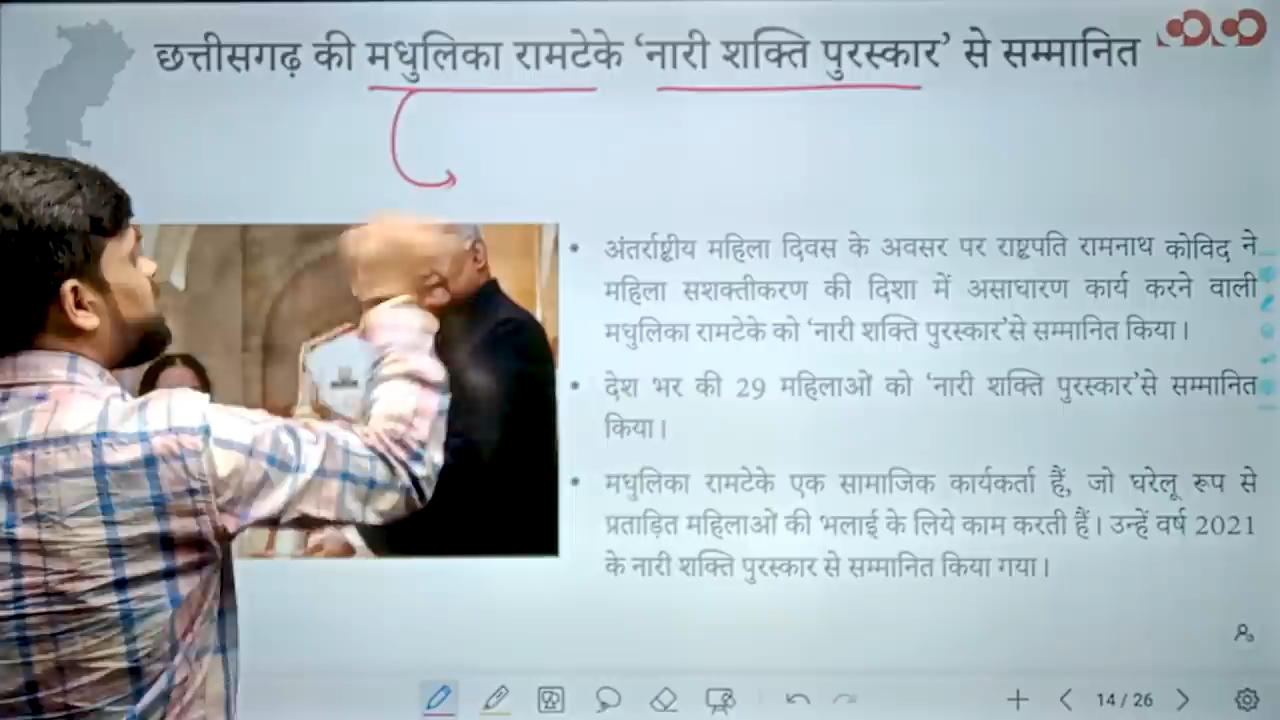 छत्तीसगढ़ की मधुलिका रामटेके ‘नारी शक्ति पुरस्कार’ से सम्मानित
अंतर्राष्ट्रीय महिला दिवस के अवसर पर राष्ट्रपति रामनाथ कोविद ने
महिला सशक्तीकरण की दिशा में असाधारण कार्य करने वाली
मधुलिका रामटेके को ‘नारी शक्ति पुरस्कार’से सम्मानित किया।
देश भर की 29 महिलाओं को ‘नारी शक्ति पुरस्कार’से सम्मानित
किया।
मधुलिका रामटेके एक सामाजिक कार्यकर्ता हैं, जो घरेलू रूप से
प्रताड़ित महिलाओं की भलाई के लिये काम करती हैं। उन्हें वर्ष 2021
के नारी शक्ति पुरस्कार से सम्मानित किया गया।
14 / 26